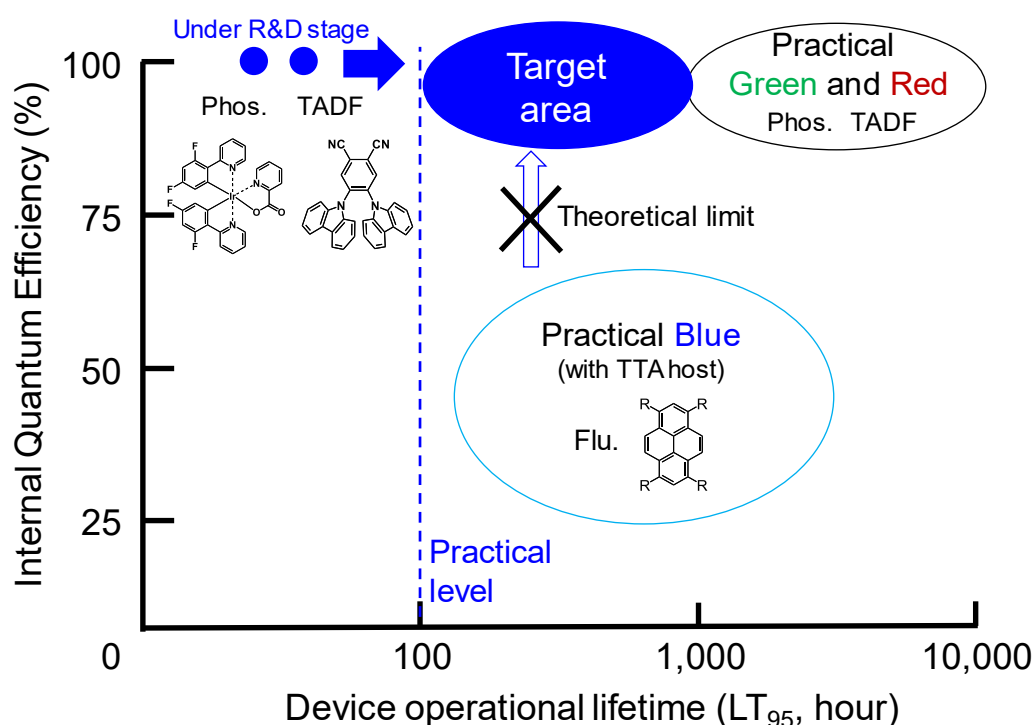 Under R&D stage
Phos. TADF
Target
area
Practical
Green and Red
Phos. TADF
F
N
F
Ir
N
O
O
F
N
F
NC
CN
N
N
Theoretical limit
Practical Blue
(with TTA host)
Flu.
R
R
R
R
Practical
level
Internal Quantum Efficiency (%)
100
75
50
25
0
100
1,000
10,000
Device operational lifetime (LT95, hour)